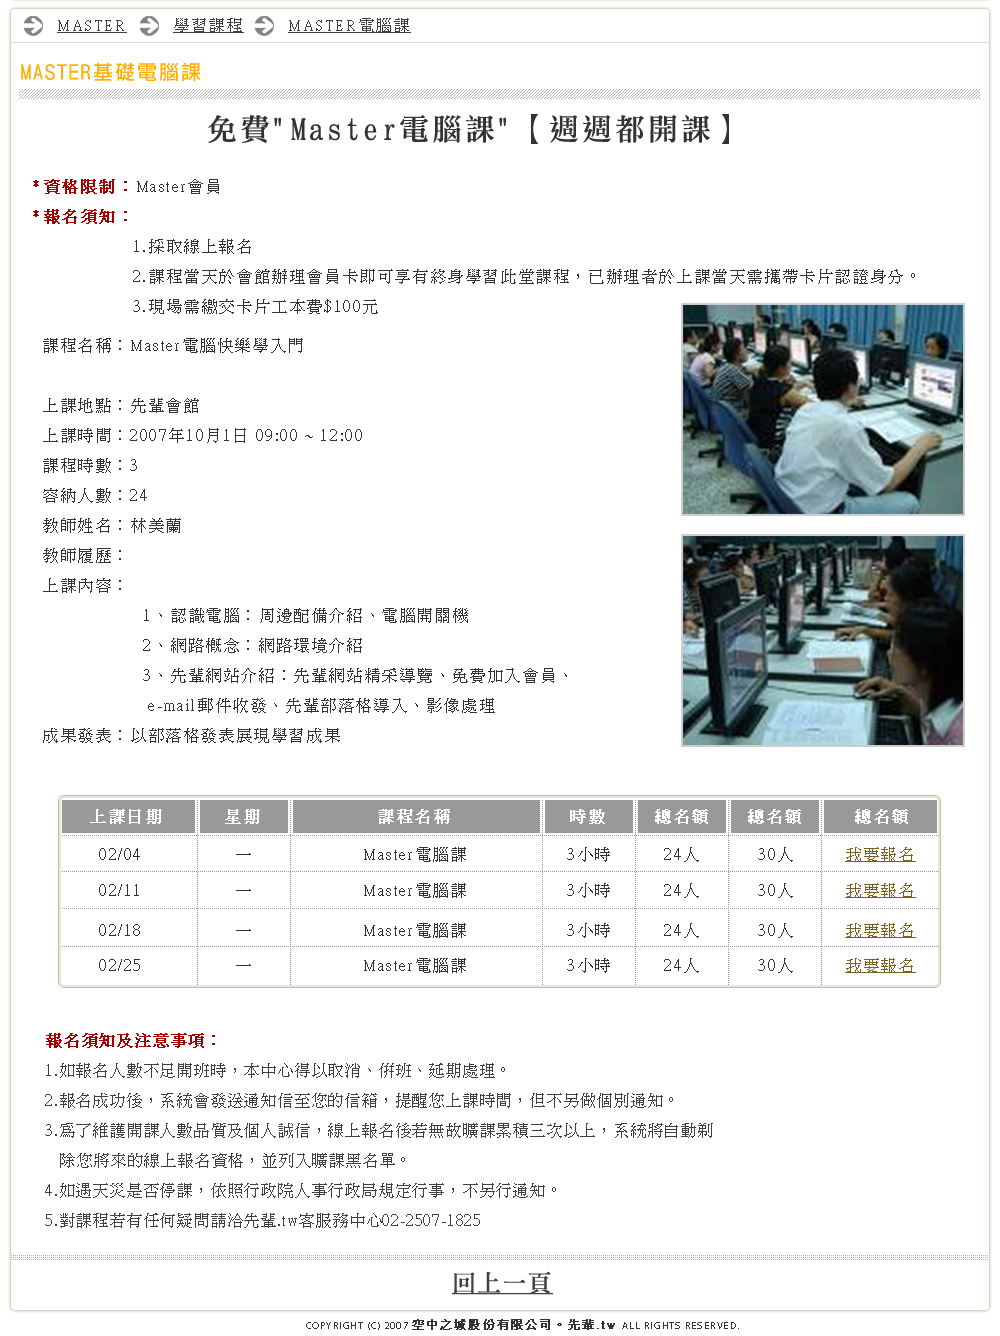 MASTER 學習課程 MASTER電腦課
MASTER基礎電腦課
免費"Master電腦課"【週週都開課】
*資格限制：Master會員
*報名須知：
1.採取線上報名
2.課程當天於會館辦理會員卡即可享有終身學習此堂課程，已辦理者於上課當天需攜帶卡片認證身分。
3.現場需繳交卡片工本費$100元
課程名稱：Master電腦快樂學入門
上課地點：先輩會館
上課時間：2007年10月1日 09:00 ~ 12:00
課程時數：3
容納人數：24
教師姓名：林美蘭
教師履歷：
上課內容：
1、認識電腦：周邊配備介紹、電腦開關機
2、網路概念：網路環境介紹
3、先輩網站介紹：先輩網站精采導覽、免費加入會員、
e-mail郵件收發、先輩部落格導入、影像處理
成果發表：以部落格發表展現學習成果
上課日期 星期 課程名稱 時數 總名額 總名額 總名額
02/04 一 Master電腦課 3小時 24人 30人 我要報名
02/11 一 Master電腦課 3小時 24人 30人 我要報名
02/18 一 Master電腦課 3小時 24人 30人 我要報名
02/25 一 Master電腦課 3小時 24人 30人 我要報名
報名須知及注意事項：
1.如報名人數不足開班時，本中心得以取消、併班、延期處理。
2.報名成功後，系統會發送通知信至您的信箱，提醒您上課時間，但不另做個別通知。
3.為了維護開課人數品質及個人誠信，線上報名後若無故曠課累積三次以上，系統將自動剃
除您將來的線上報名資格，並列入曠課黑名單。
4.如遇天災是否停課，依照行政院人事行政局規定行事，不另行通知。
5.對課程若有任何疑問請洽先輩.tw客服務中心02-2507-1825
回上一頁
COPYRIGHT (C) 2007 空中之城股份有限公司。先輩.tw ALL RIGHTS RESERVED.